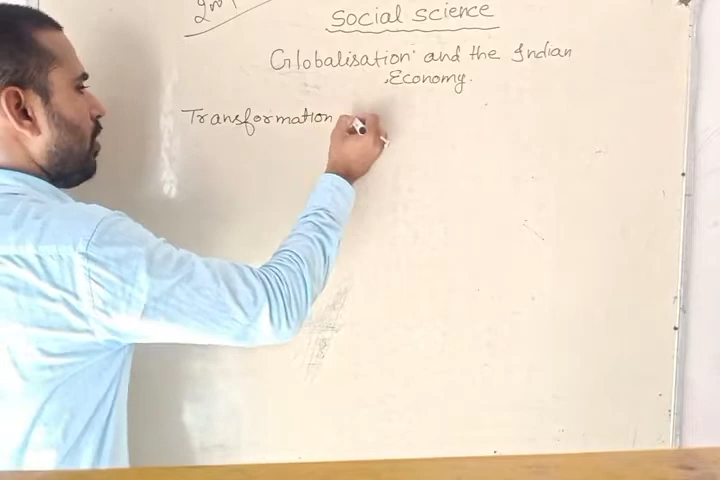 Social Science
Globalisation and the Indian
Economy.
Transformation